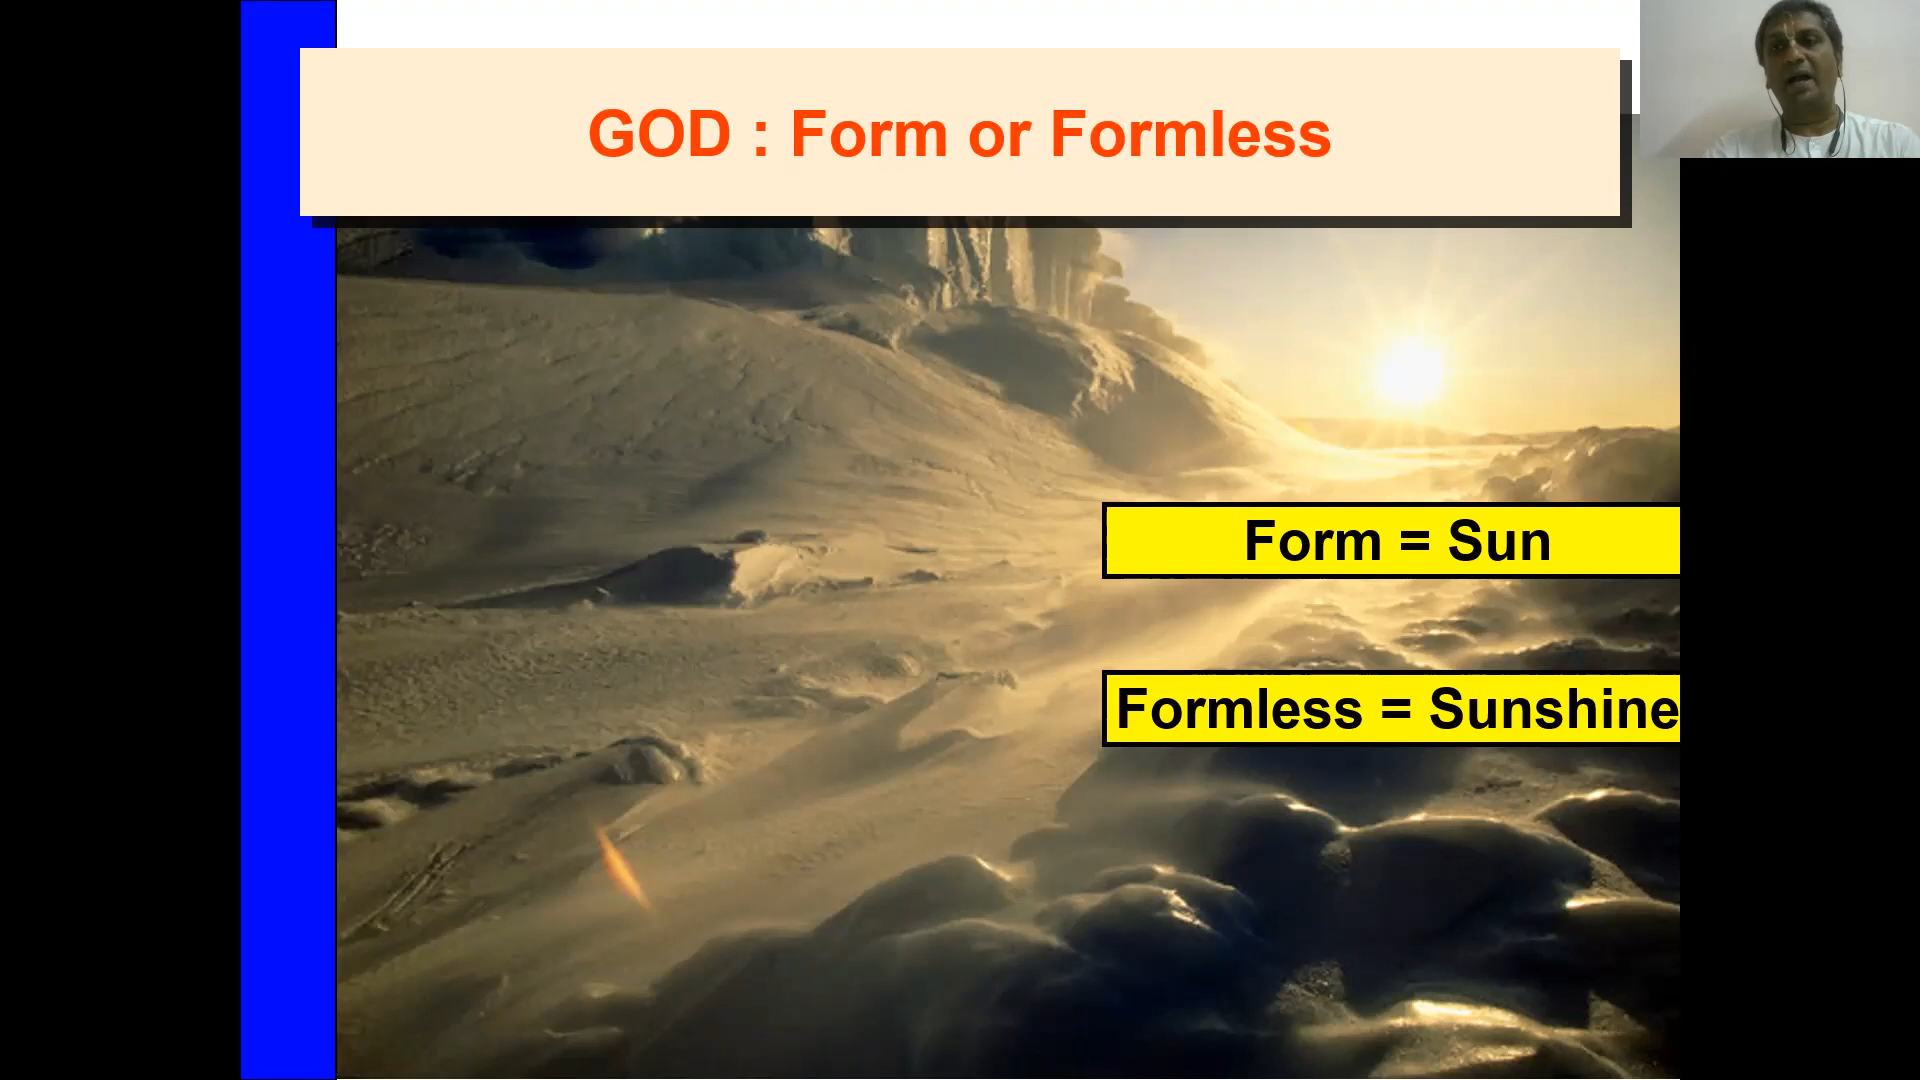 GOD : Form or Formless
Form = Sun
Formless = Sunshine